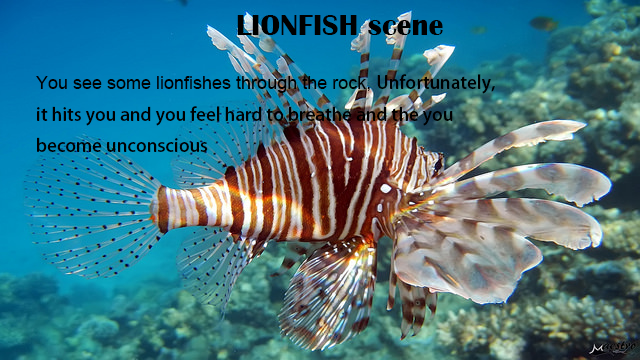 LIONFISH scene
You see some lionfishes through the rock. Unfortunately,
it hits you and you feel hard to breathe and the you
become unconscious